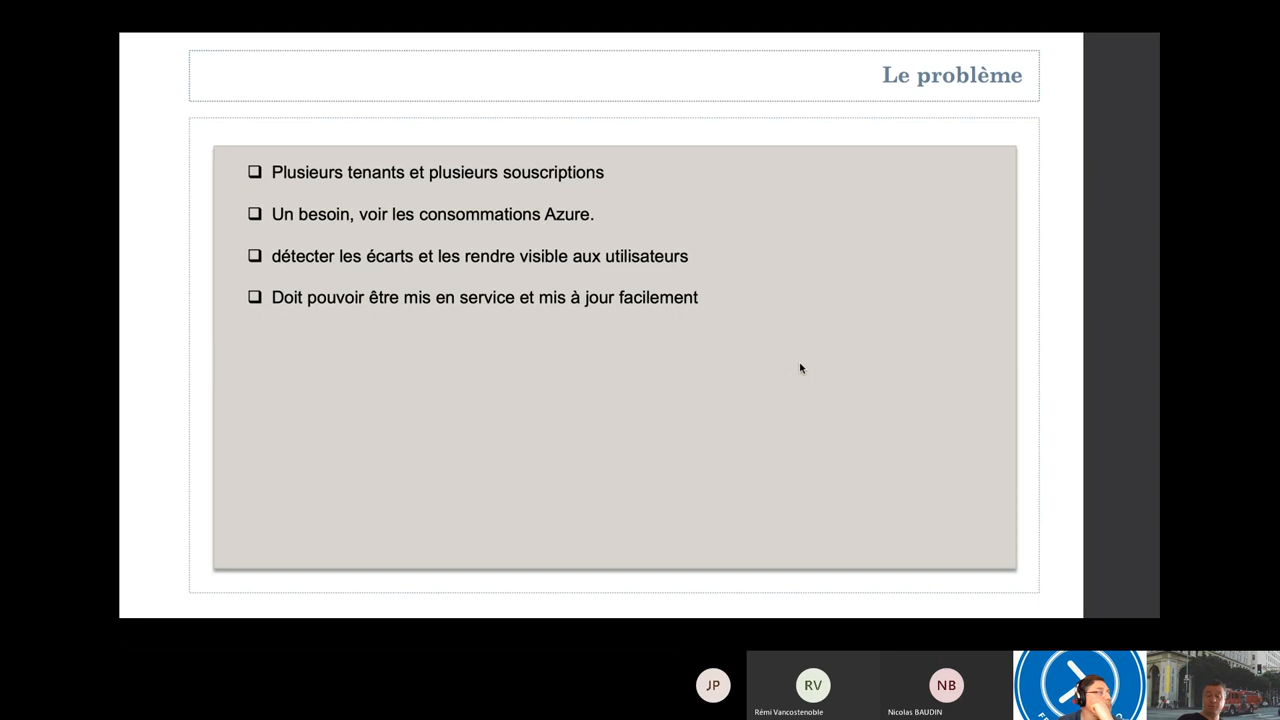 Le problème
Plusieurs tenants et plusieurs souscriptions
Un besoin, voir les consommations Azure.
détecter les écarts et les rendre visible aux utilisateurs
Doit pouvoir être mis en service et mis à jour facilement
JP
RV
NB
Rémi Vancostenoble
Nicolas BAUDIN